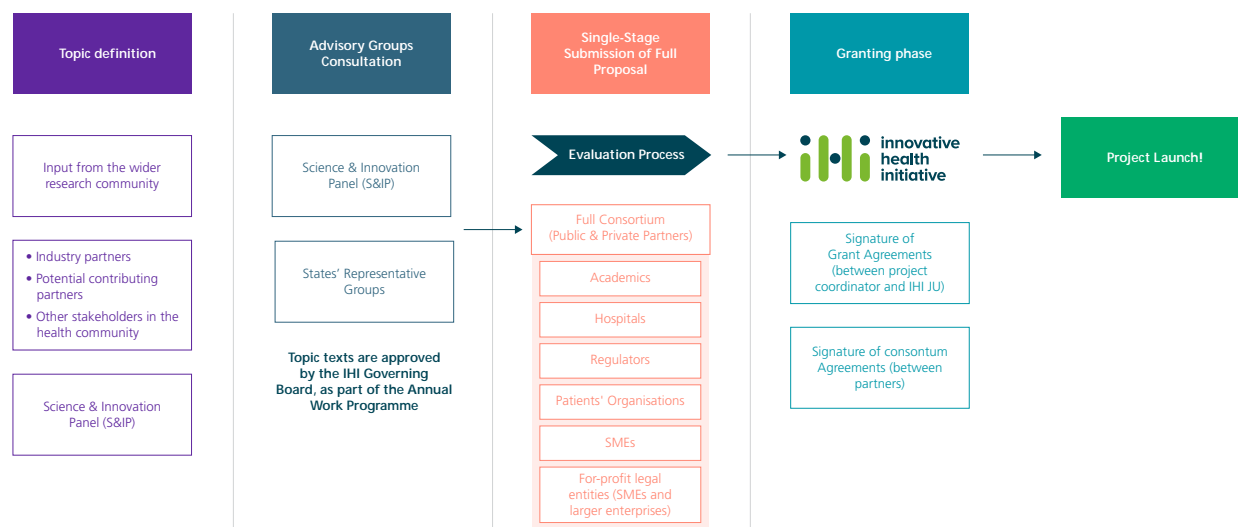 Topic definition
Input from the wider
research community
• Industry partners
• Potential contributing
partners
• Other stakeholders in the
health community
Science & Innovation
Panel (S&IP)
Advisory Groups
Consultation
Science & Innovation
Panel (S&IP)
States’ Representative
Groups
Topic texts are approved
by the IHI Governing
Board, as part of the Annual
Work Programme
Single-Stage
Submission of Full
Proposal
Evaluation Process
Full Consortium
(Public & Private Partners)
Academics
Hospitals
Regulators
Patients’ Organisations
SMEs
For-profit legal
entities (SMEs and
larger enterprises)
Granting phase
ihi
innovative
health
initiative
Signature of
Grant Agreements
(between project
coordinator and IHI JU)
Signature of consontum
Agreements (between
partners)
Project Launch!